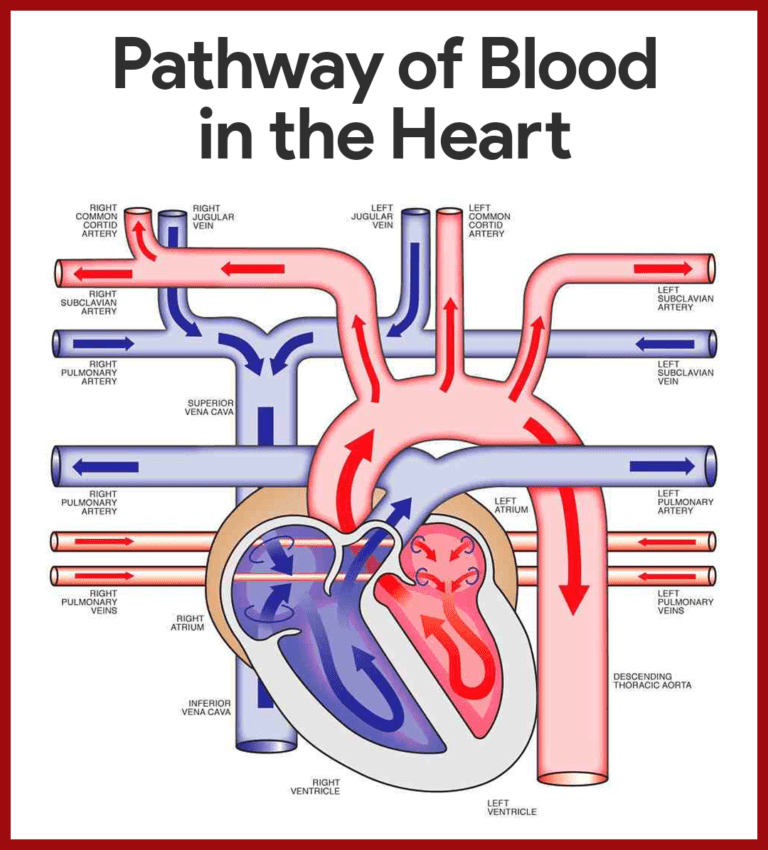 Pathway of Blood
in the Heart
RIGHT
COMMON
CORTID
ARTERY
RIGHT
JUGULAR
VEIN
LEFT
JUGULAR
VEIN
LEFT
COMMON
CORTID
ARTERY
RIGHT
SUBCLAVIAN
ARTERY
LEFT
SUBCLAVIAN
ARTERY
RIGHT
PULMONARY
ARTERY
LEFT
SUBCLAVIAN
VEIN
SUPERIOR
VENA CAVA
RIGHT
PULMONARY
ARTERY
LEFT
ATRIUM
LEFT
PULMONARY
ARTERY
RIGHT
PULMONARY
VEINS
LEFT
PULMONARY
VEINS
RIGHT
ATRIUM
DESCENDING
THORACIC AORTA
INFERIOR
VENA CAVA
RIGHT
VENTRICLE
LEFT
VENTRICLE